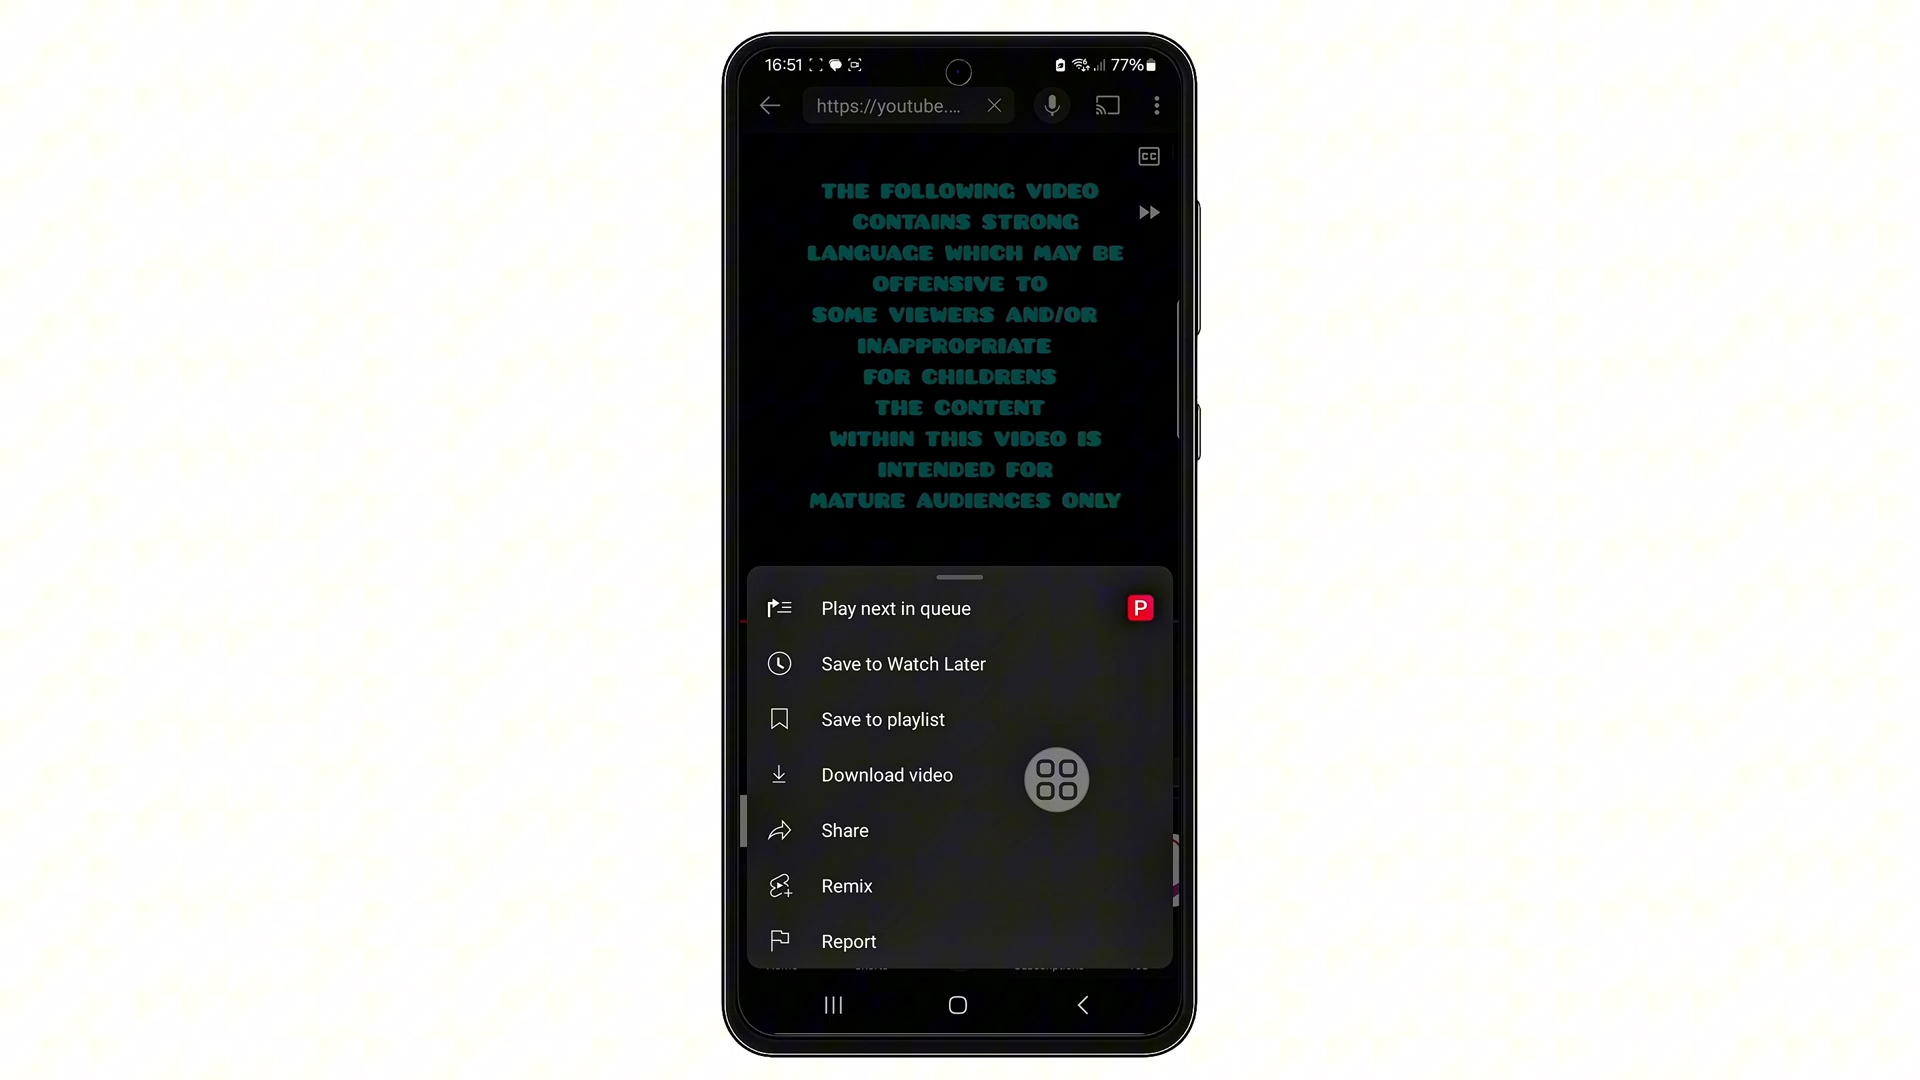 16:51
77%
https://youtube....
CC
THE FOLLOWING VIDEO
CONTAINS STRONG
LANGUAGE WHICH MAY BE
OFFENSIVE TO
SOME VIEWERS AND/OR
INAPPROPRIATE
FOR CHILDRENS
THE CONTENT
WITHIN THIS VIDEO IS
INTENDED FOR
MATURE AUDIENCES ONLY
Play next in queue
P
Save to Watch Later
Save to playlist
Download video
Share
Remix
Report